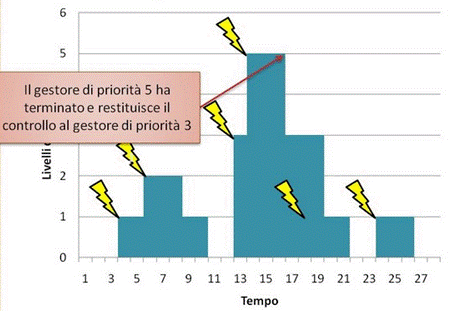 6
5
Il gestore di priorità 5 ha
terminato e restituisce il
controllo al gestore di priorità 3
Livelli
2
1
0
1 3 5 7 9 11 13 15 17 19 21 23 25 27
Tempo